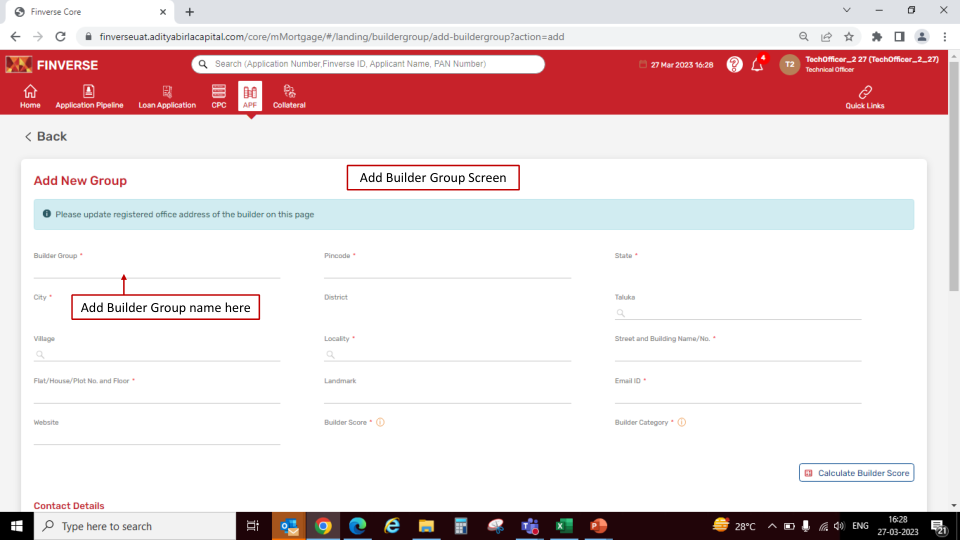 Finverse Core
finverseuat.adityabirlacapital.com/core/mMortgage/#/landing/buildergroup/add-buildergroup?action=add
FINVERSE
Search (Application Number,Finverse ID, Applicant Name, PAN Number)
27 Mar 2023 16:28
4
T2
TechOfficer_2 27 (TechOfficer_2_27)
Technical Officer
Home
Application Pipeline
Loan Application
CPC
APF
Collateral
Quick Links
< Back
Add New Group
Add Builder Group Screen
Please update registered office address of the builder on this page
Builder Group *
Pincode *
State *
City *
Add Builder Group name here
District
Taluka
Village
Locality *
Street and Building Name/No. *
Flat/House/Plot No. and Floor *
Landmark
Email ID *
Website
Builder Score *
Builder Category *
Calculate Builder Score
Contact Details
Type here to search
28°C
ENG
16:28
27-03-2023
21